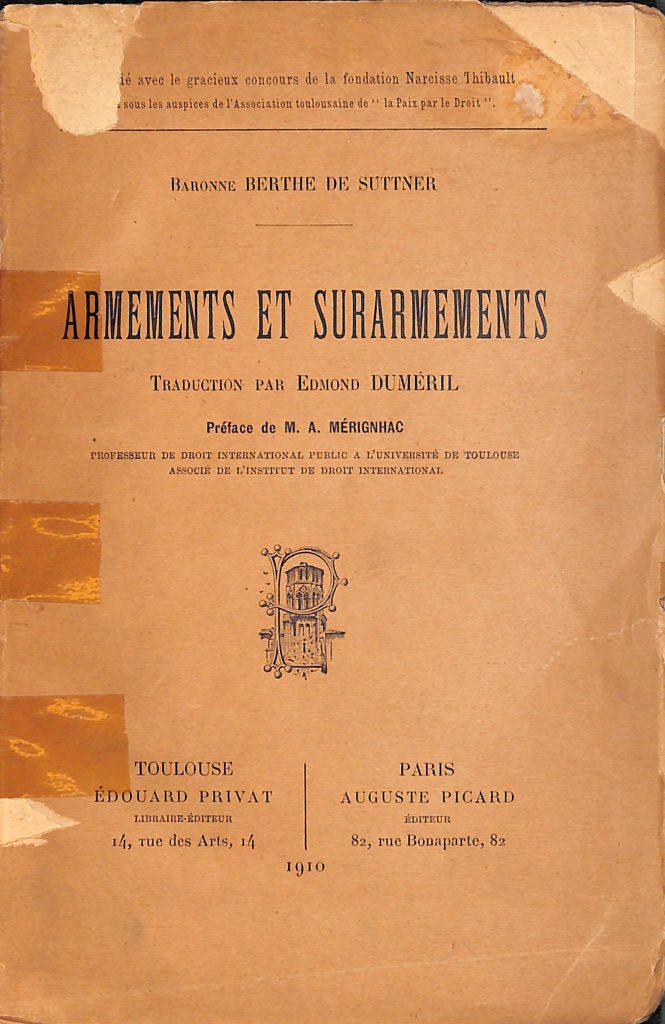 avec le gracieux concours de la fondation Narcisse Thibault
sous les auspices de l'Association toulousaine de " la Paix par le Droit ".
BARONNE BERTHE DE SUTTNER
ARMEMENTS ET SURARMEMENTS
TRADUCTION PAR EDMOND DUMÉRIL
Préface de M. A. MÉRIGNHAC
PROFESSEUR DE DROIT INTERNATIONAL PUBLIC A L'UNIVERSITÉ DE TOULOUSE
ASSOCIÉ DE L'INSTITUT DE DROIT INTERNATIONAL
P
TOULOUSE
ÉDOUARD PRIVAT
LIBRAIRE-ÉDITEUR
14, rue des Arts, 14
PARIS
AUGUSTE PICARD
ÉDITEUR
82, rue Bonaparte, 82
1910